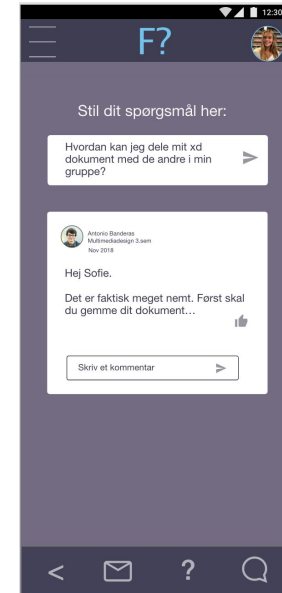 12:30
F?
Stil dit spørgsmål her:
Hvordan kan jeg dele mit xd
dokument med de andre i min
gruppe?
Antonio Banderas
Multimediadesign 3.sem
Nov 2018
Hej Sofie.
Det er faktisk meget nemt. Først skal
du gemme dit dokument…
Skriv et kommentar
< ?